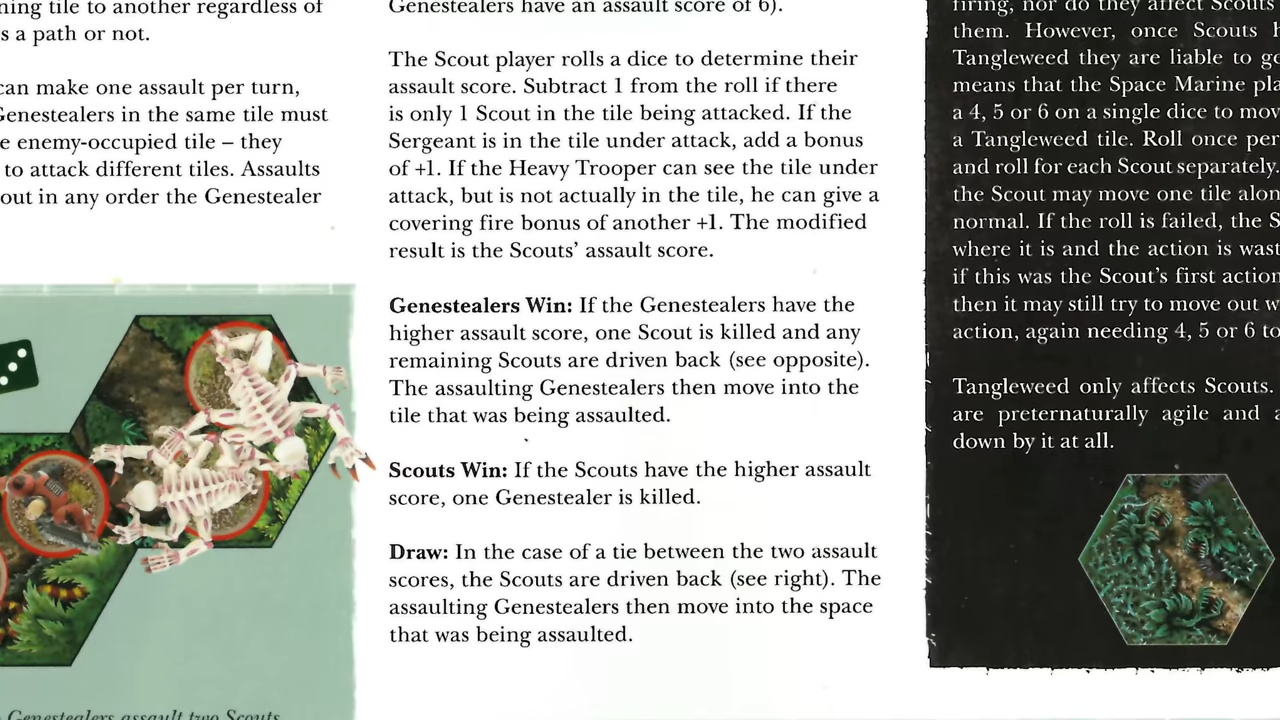 ning tile to another regardless of
s a path or not.
can make one assault per turn,
Genestealers in the same tile must
e enemy-occupied tile – they
to attack different tiles. Assaults
out in any order the Genestealer
Genestealers assault two Scouts
Genestealers have an assault score of 6).
The Scout player rolls a dice to determine their
assault score. Subtract 1 from the roll if there
is only 1 Scout in the tile being attacked. If the
Sergeant is in the tile under attack, add a bonus
of +1. If the Heavy Trooper can see the tile under
attack, but is not actually in the tile, he can give a
covering fire bonus of another +1. The modified
result is the Scouts’ assault score.
Genestealers Win: If the Genestealers have the
higher assault score, one Scout is killed and any
remaining Scouts are driven back (see opposite).
The assaulting Genestealers then move into the
tile that was being assaulted.
Scouts Win: If the Scouts have the higher assault
score, one Genestealer is killed.
Draw: In the case of a tie between the two assault
scores, the Scouts are driven back (see right). The
assaulting Genestealers then move into the space
that was being assaulted.
firing, nor do they affect Scouts
them. However, once Scouts h
Tangleweed they are liable to ge
means that the Space Marine pla
a 4, 5 or 6 on a single dice to mov
a Tangleweed tile. Roll once per
and roll for each Scout separately.
the Scout may move one tile alon
normal. If the roll is failed, the S
where it is and the action is wast
if this was the Scout’s first action
then it may still try to move out w
action, again needing 4, 5 or 6 to
Tangleweed only affects Scouts.
are preternaturally agile and a
down by it at all.